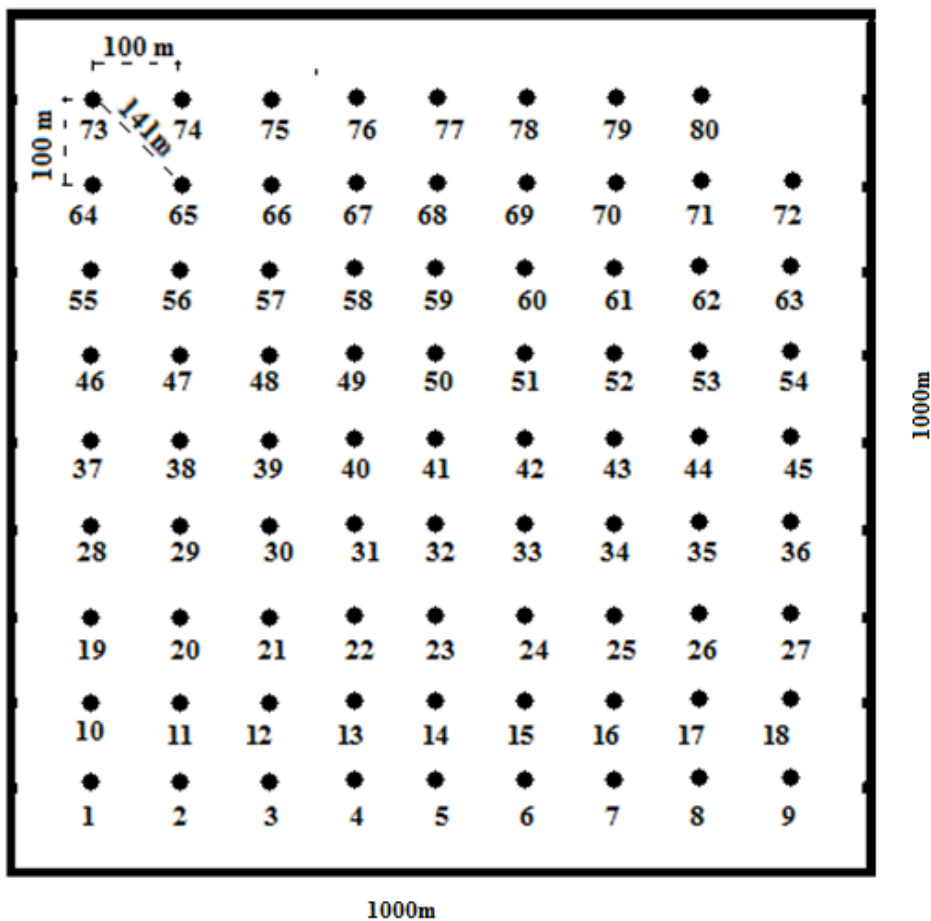 100 m
100 m
141m
73 74 75 76 77 78 79 80
64 65 66 67 68 69 70 71 72
55 56 57 58 59 60 61 62 63
46 47 48 49 50 51 52 53 54
1000m
37 38 39 40 41 42 43 44 45
28 29 30 31 32 33 34 35 36
19 20 21 22 23 24 25 26 27
10 11 12 13 14 15 16 17 18
1 2 3 4 5 6 7 8 9
1000m